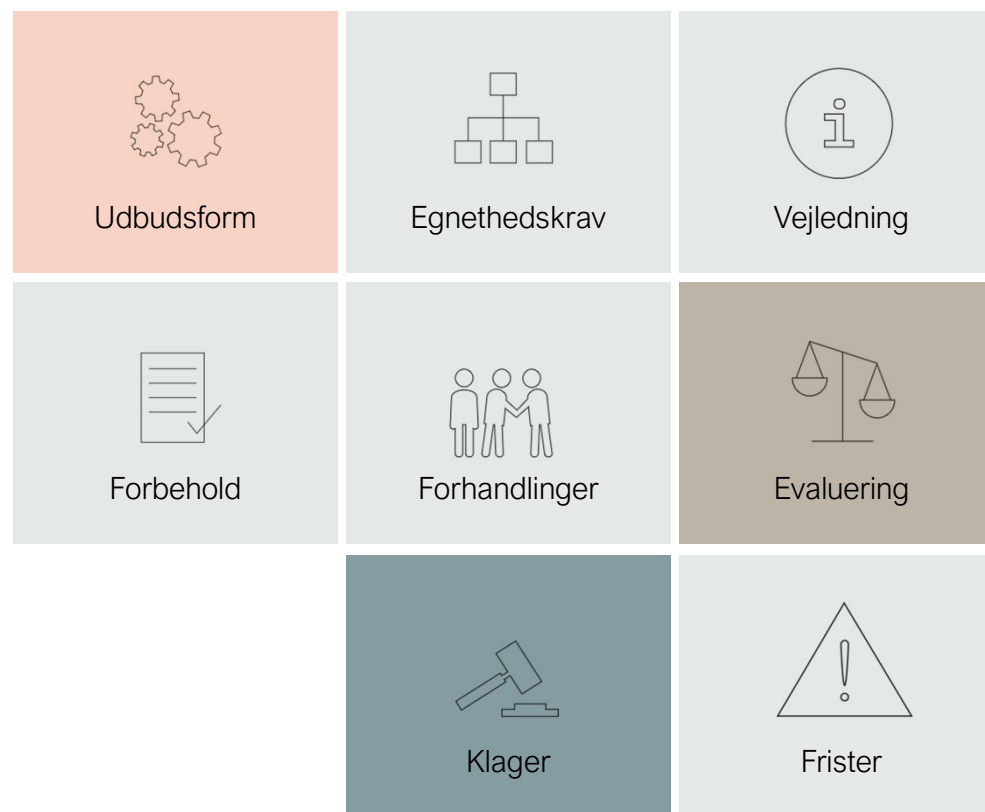 Udbudsform
Egnethedskrav
Vejledning
Forbehold
Forhandlinger
Evaluering
Klager
Frister